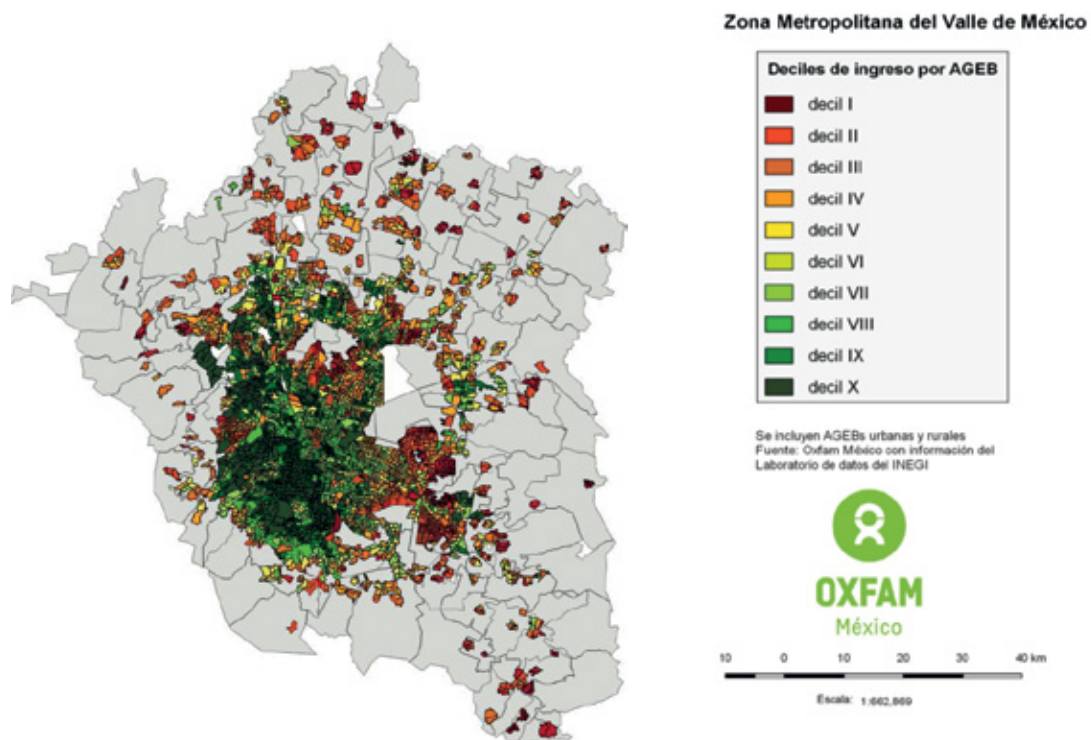 Zona Metropolitana del Valle de México
Deciles de ingreso por AGEB
decil I
decil II
decil III
decil IV
decil V
decil VI
decil VII
decil VIII
decil IX
decil X
Se incluyen AGEBs urbanas y rurales
Fuente: Oxfam México con información del
Laboratorio de datos del INEGI
OXFAM
México
10 0 10 20 30 40 km
Escala: 1:662,869